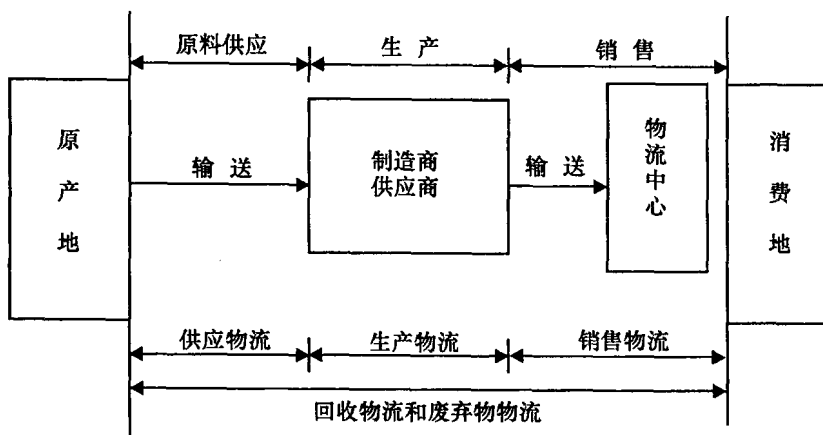 原料供应
生产
销售
原产地
输送
制造商
供应商
输送
物流中心
消费地
供应物流
生产物流
销售物流
回收物流和废弃物物流